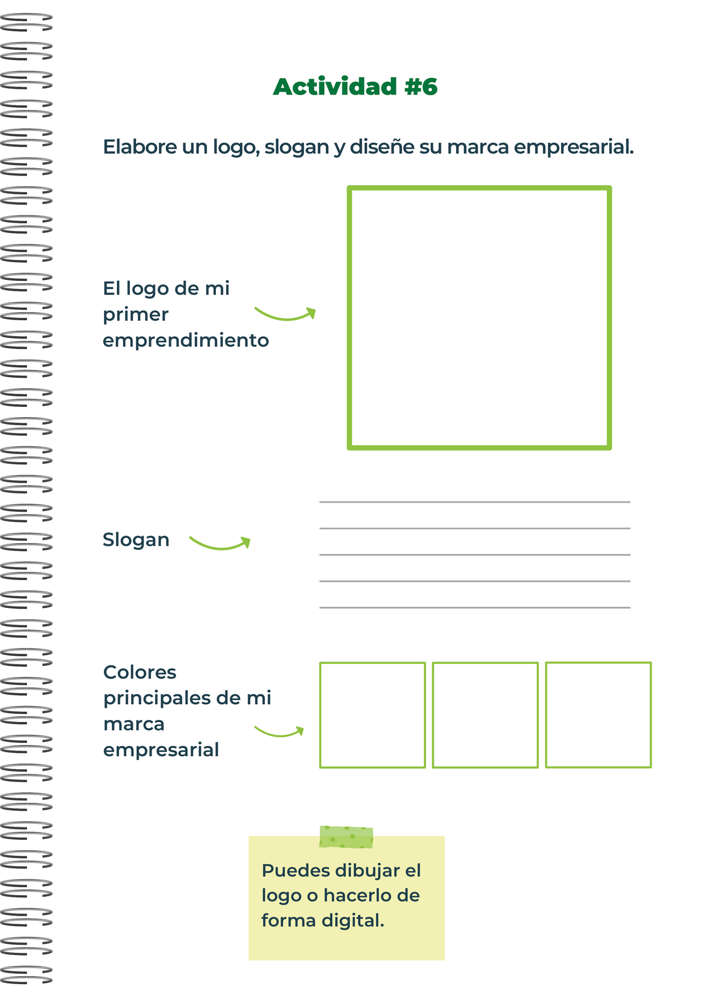 Actividad #6
Elabore un logo, slogan y diseñe su marca empresarial.
El logo de mi
primer
emprendimiento
Slogan
Colores
principales de mi
marca
empresarial
Puedes dibujar el
logo o hacerlo de
forma digital.